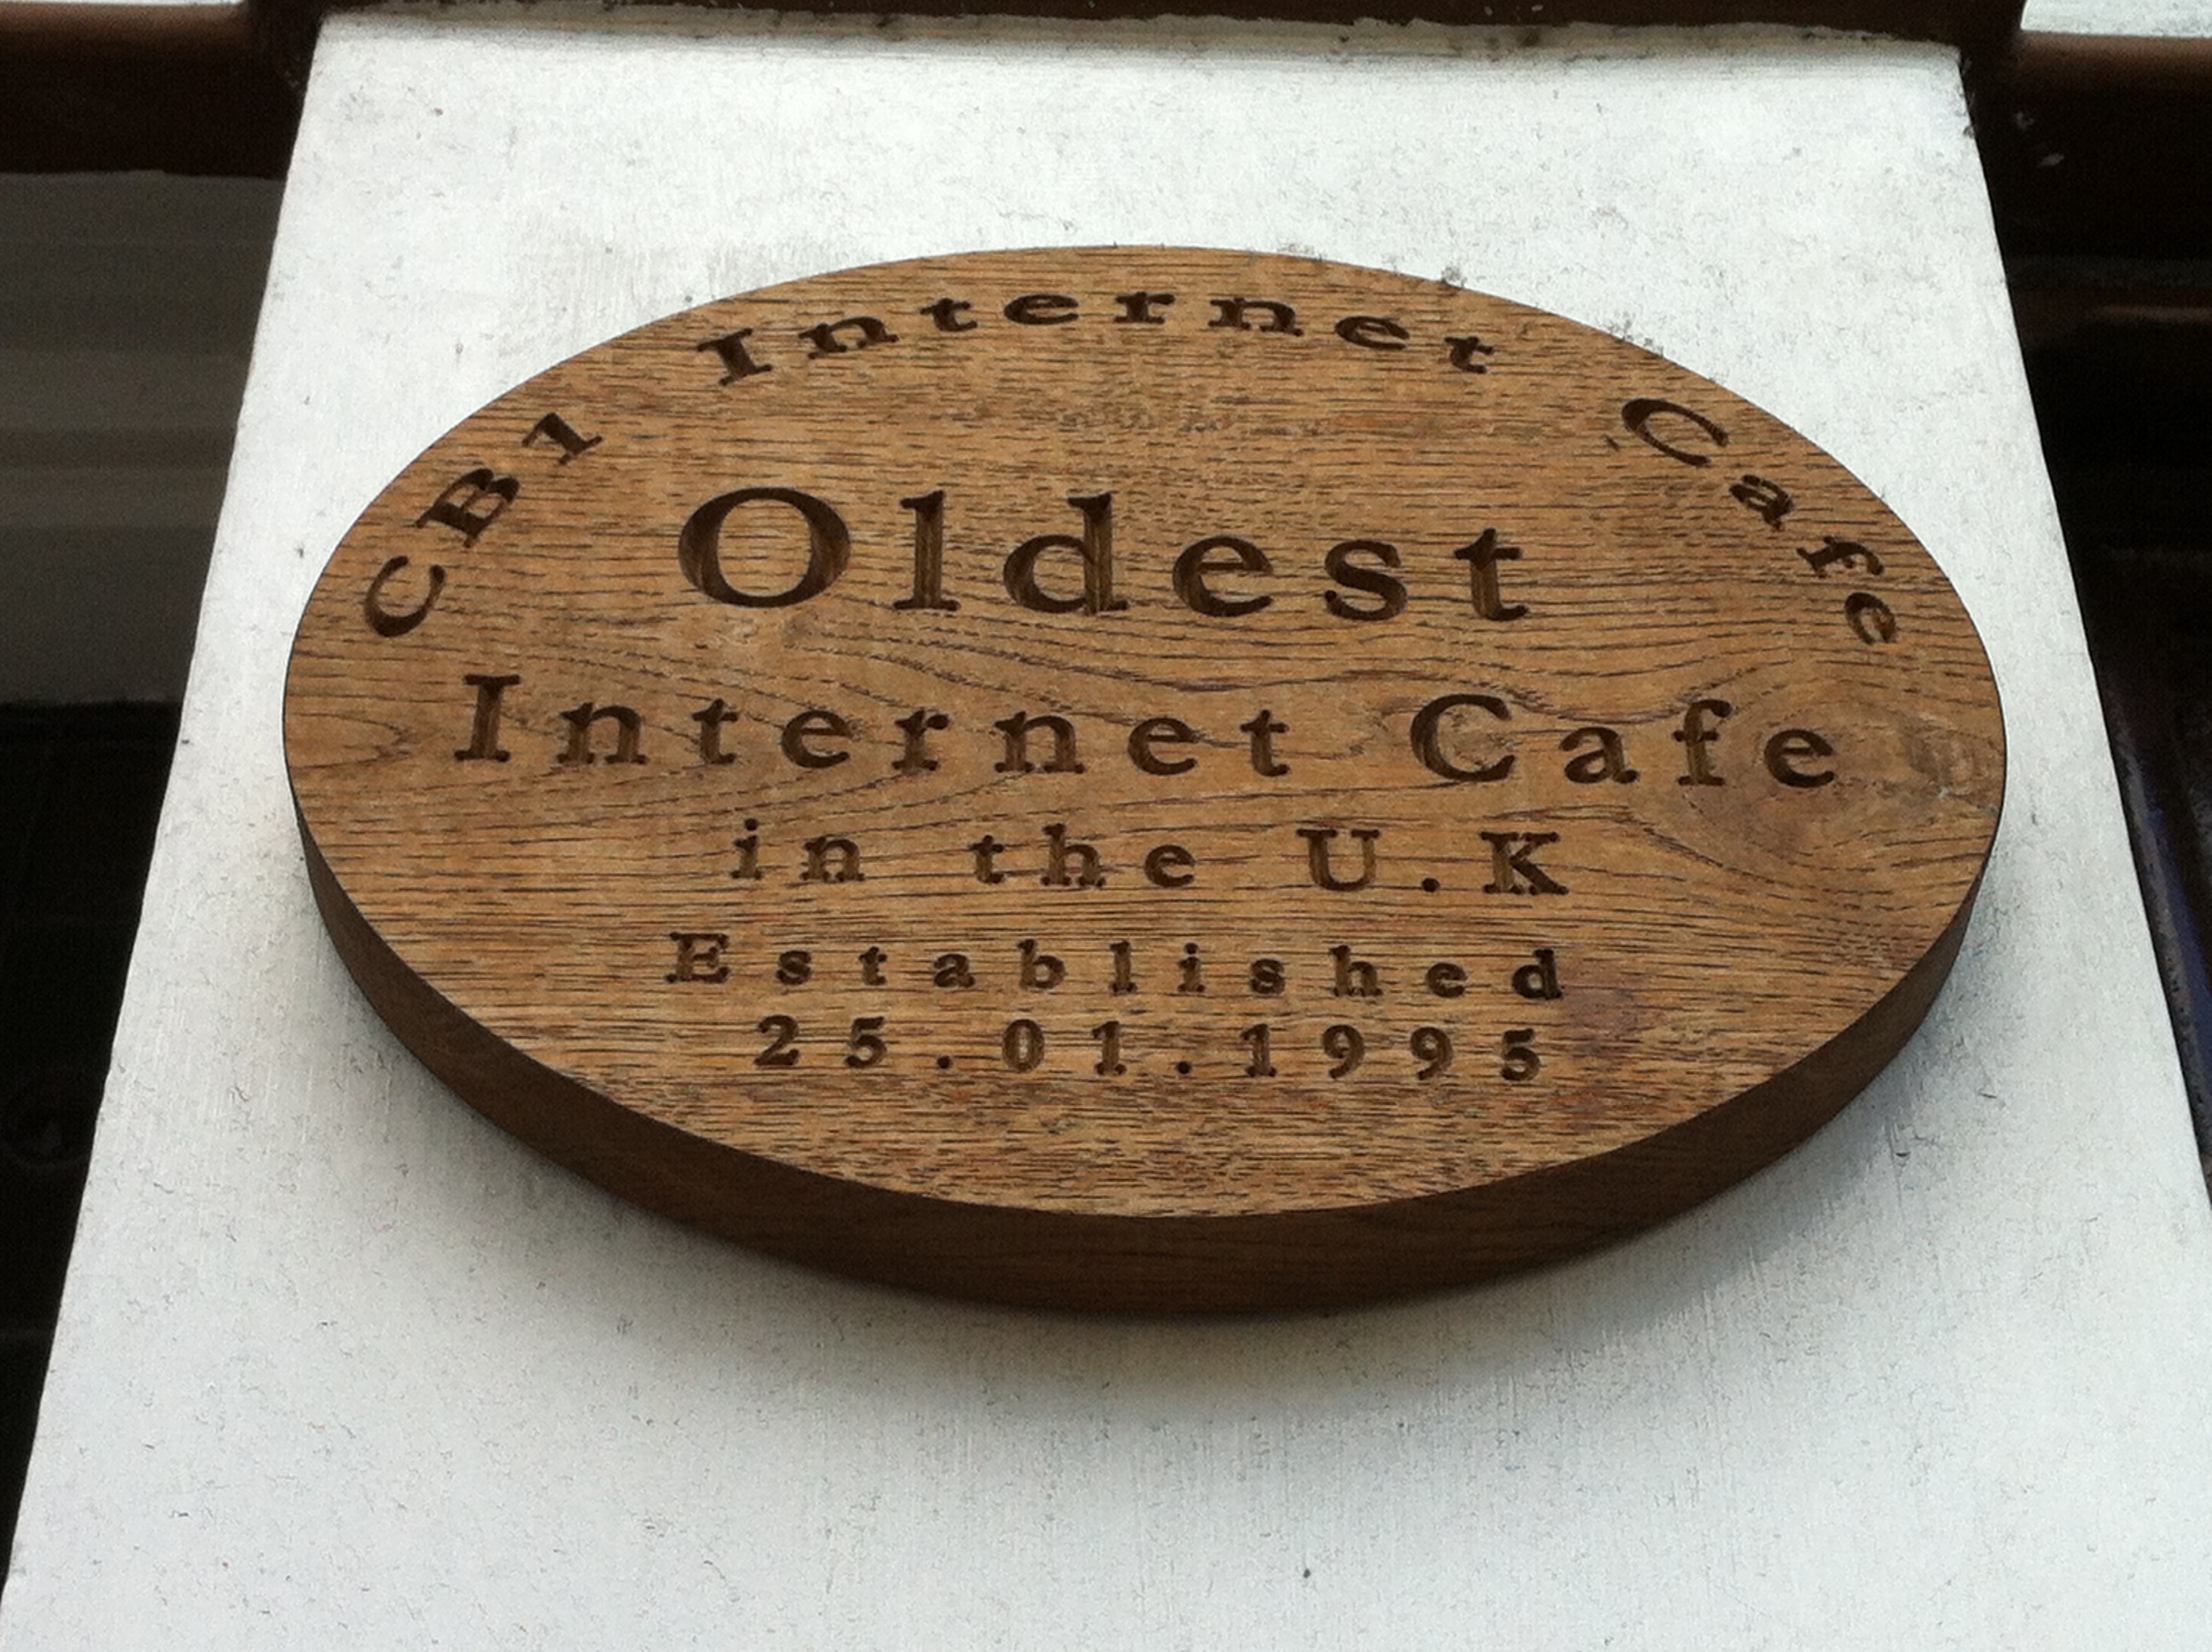 CB1 Internet Cafe
Oldest
Internet Cafe
in the U.K
Established
25.01.1995